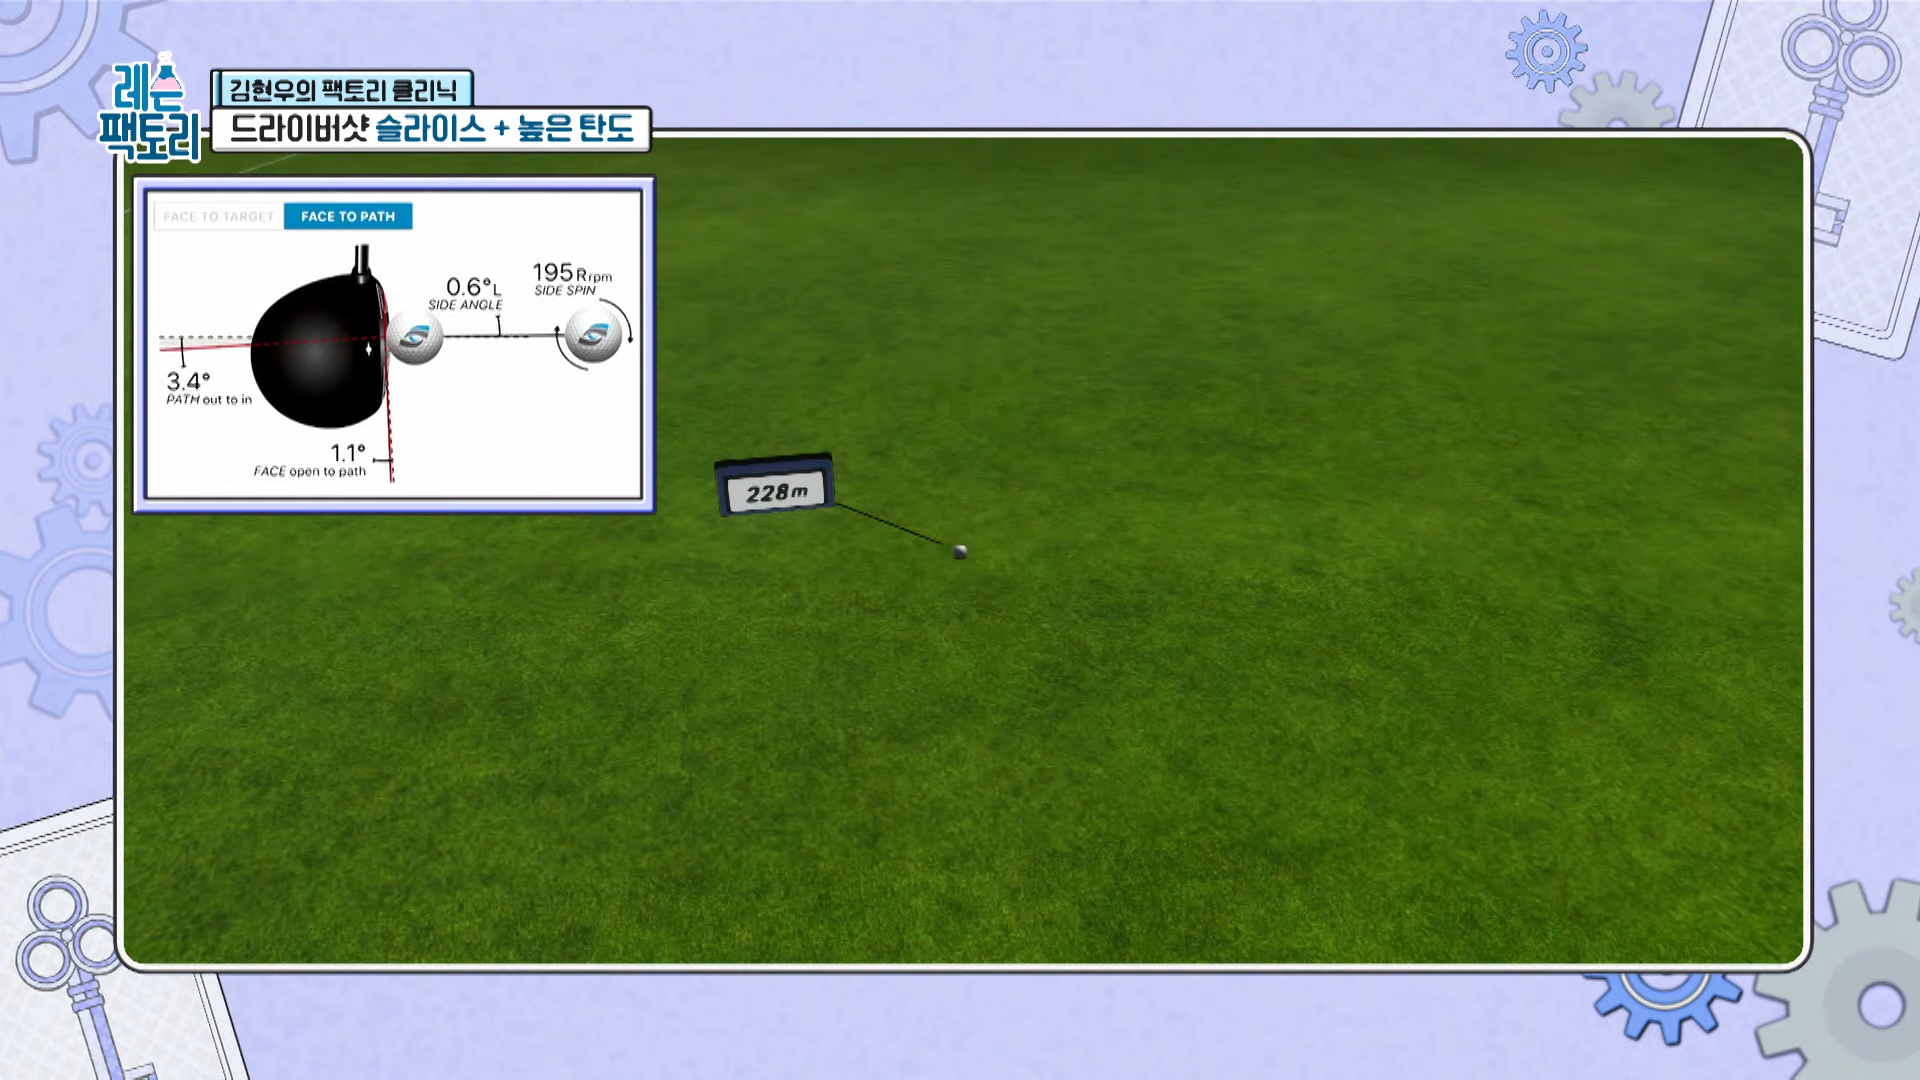 레슨
팩토리
김현우의 팩토리 클리닉
드라이버샷 슬라이스 + 높은 탄도
FACE TO TARGET
FACE TO PATH
0.6° L
SIDE ANGLE
195 R rpm
SIDE SPIN
3.4°
PATH out to in
1.1°
FACE open to path
228m